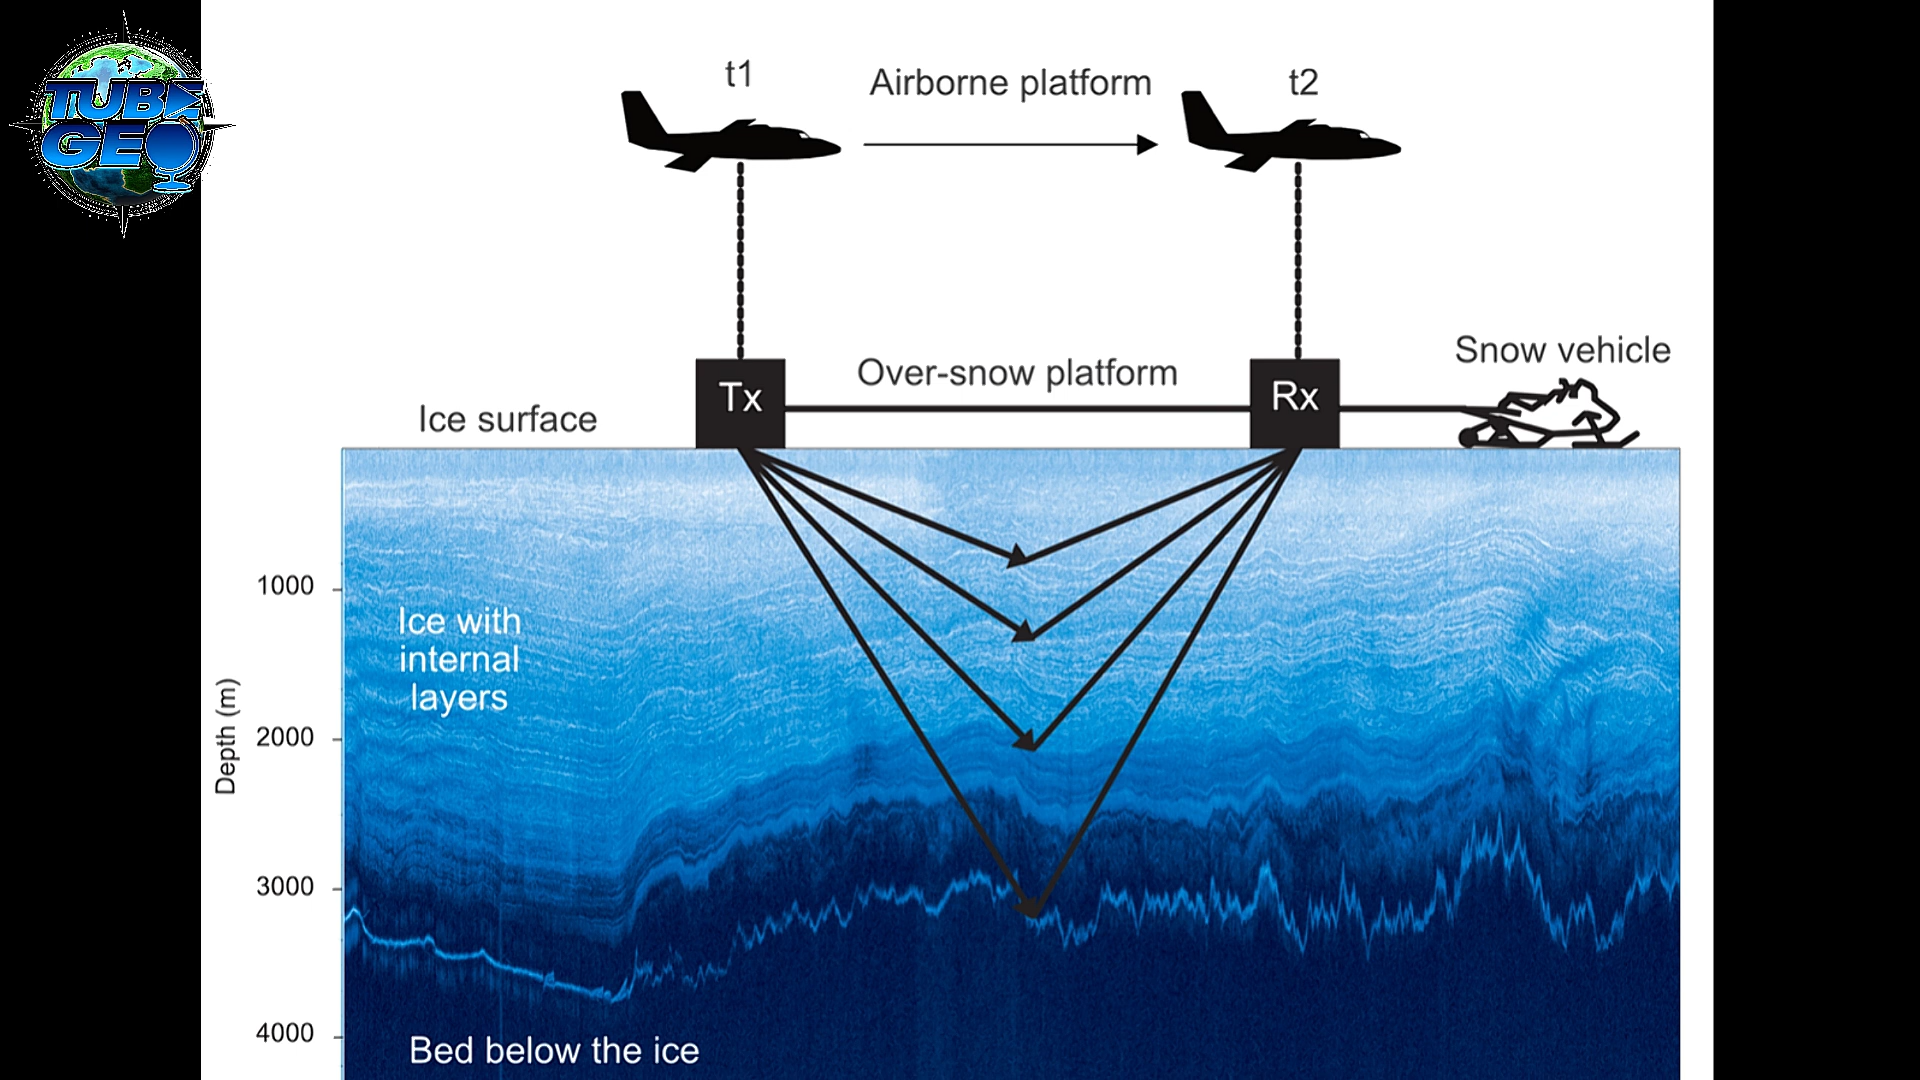 TUBE
GEO
t1
Airborne platform
t2
Snow vehicle
Over-snow platform
Tx
Rx
Ice surface
1000
Ice with
internal
layers
Depth (m)
2000
3000
4000
Bed below the ice